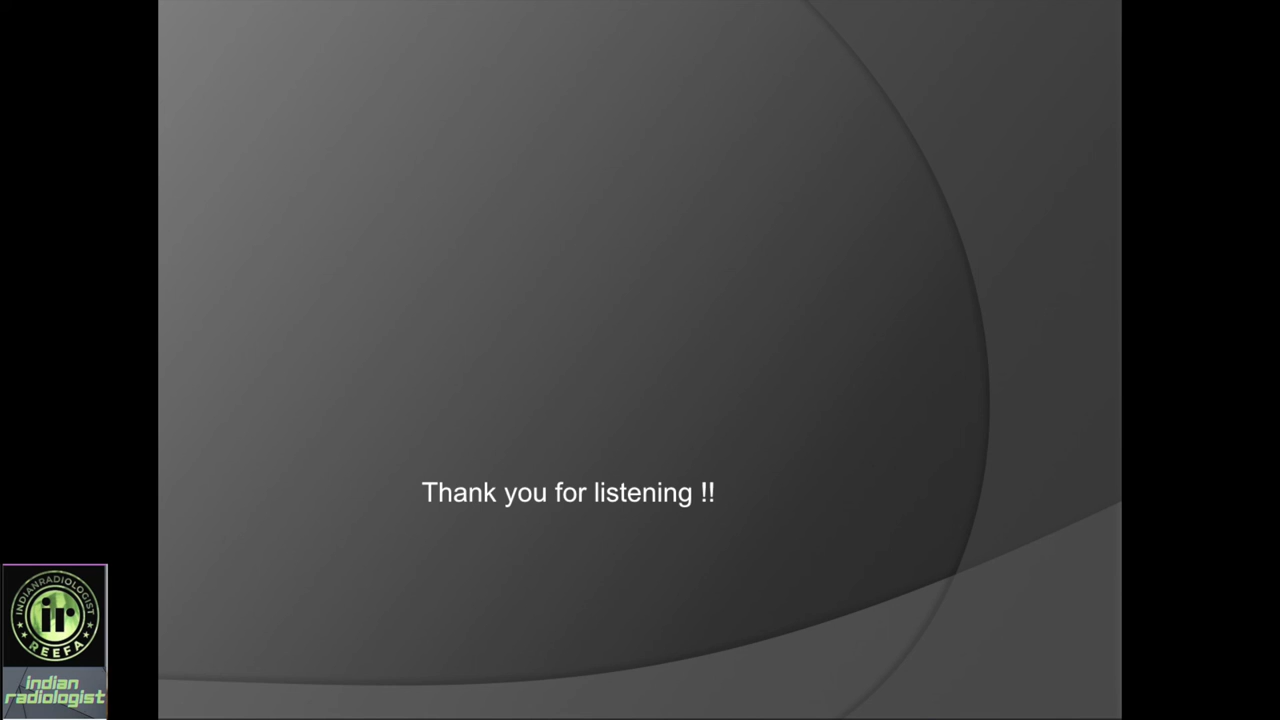 Thank you for listening !!
INDIANRADIOLOGIST
ir
REEFA
indian
radiologist